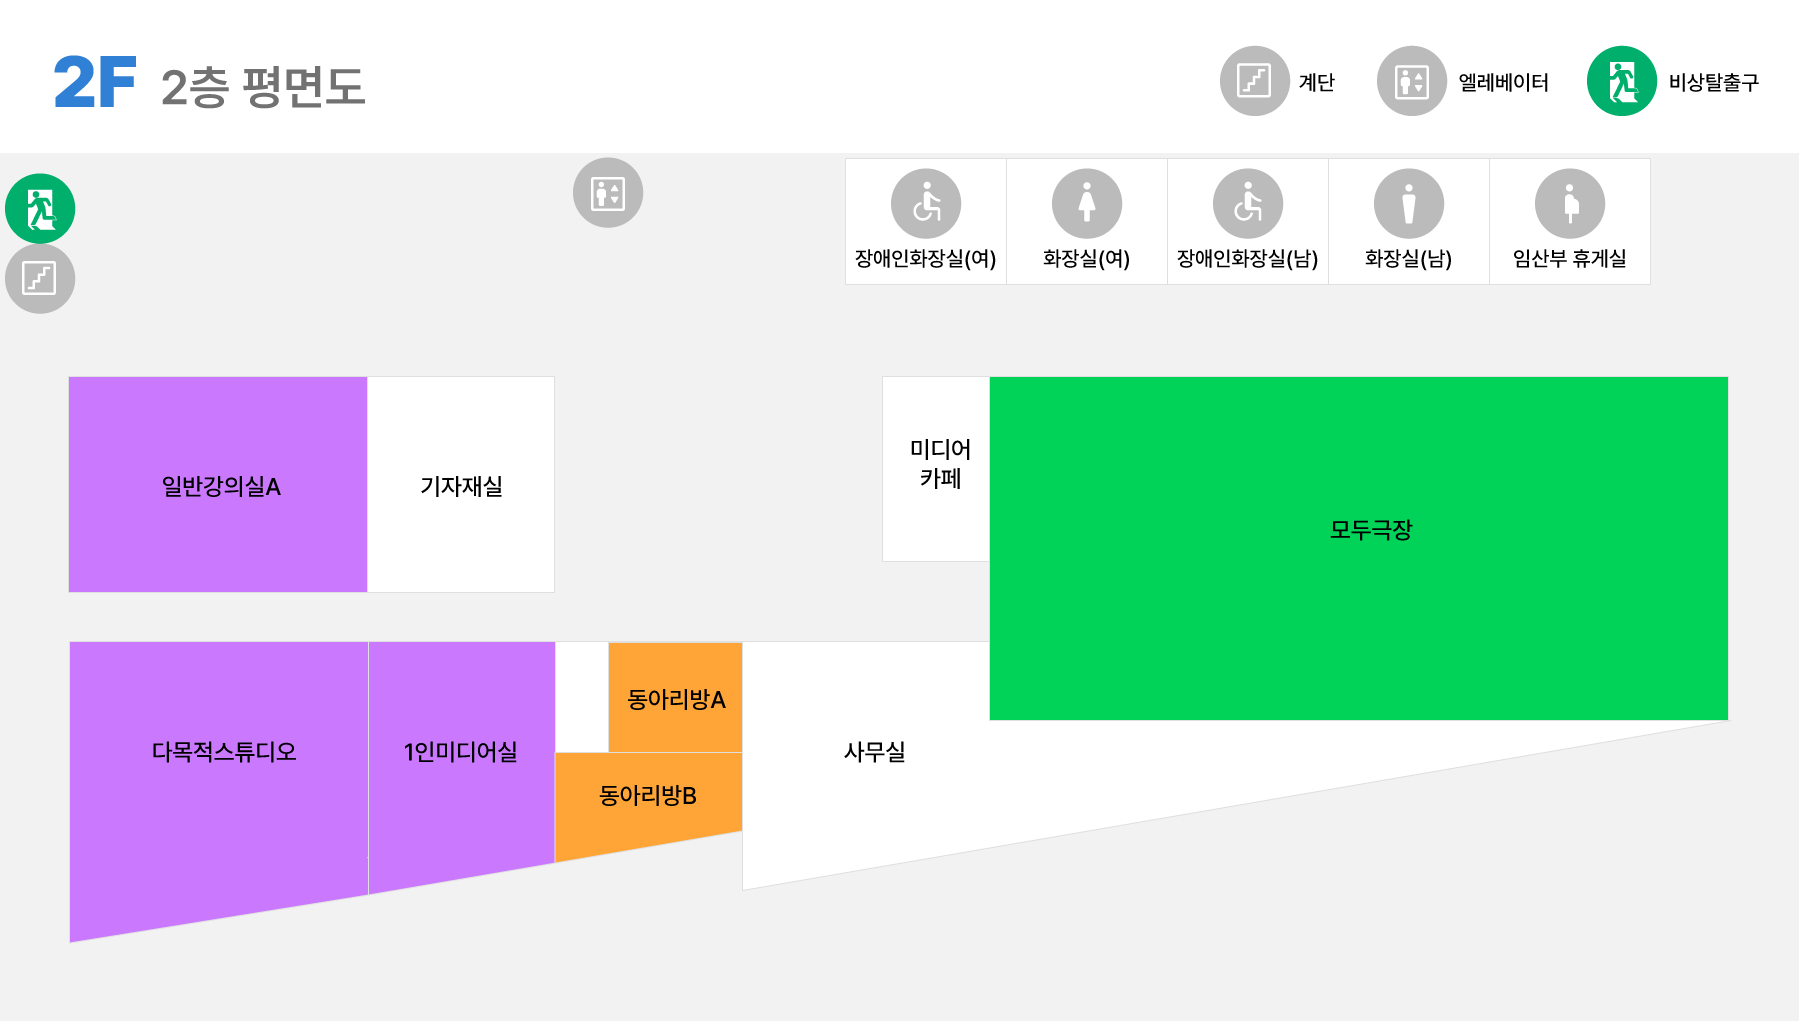 2F 2층 평면도
계단 엘레베이터 비상탈출구
장애인화장실(여) 화장실(여) 장애인화장실(남) 화장실(남) 임산부 휴게실
일반강의실A
기자재실
미디어
카페
모두극장
다목적스튜디오
1인미디어실
동아리방A
동아리방B
사무실